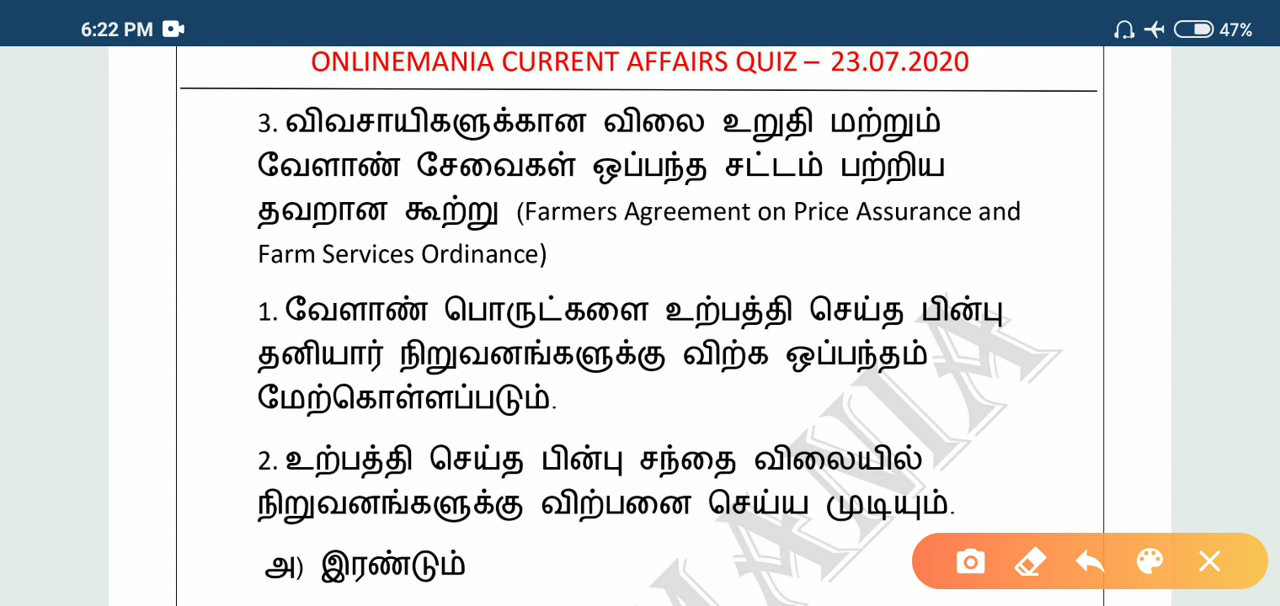 6:22 PM 47%
ONLINEMANIA CURRENT AFFAIRS QUIZ – 23.07.2020
3. விவசாயிகளுக்கான விலை உறுதி மற்றும்
வேளாண் சேவைகள் ஒப்பந்த சட்டம் பற்றிய
தவறான கூற்று (Farmers Agreement on Price Assurance and
Farm Services Ordinance)
1. வேளாண் பொருட்களை உற்பத்தி செய்த பின்பு
தனியார் நிறுவனங்களுக்கு விற்க ஒப்பந்தம்
மேற்கொள்ளப்படும்.
2. உற்பத்தி செய்த பின்பு சந்தை விலையில்
நிறுவனங்களுக்கு விற்பனை செய்ய முடியும்.
அ) இரண்டும்